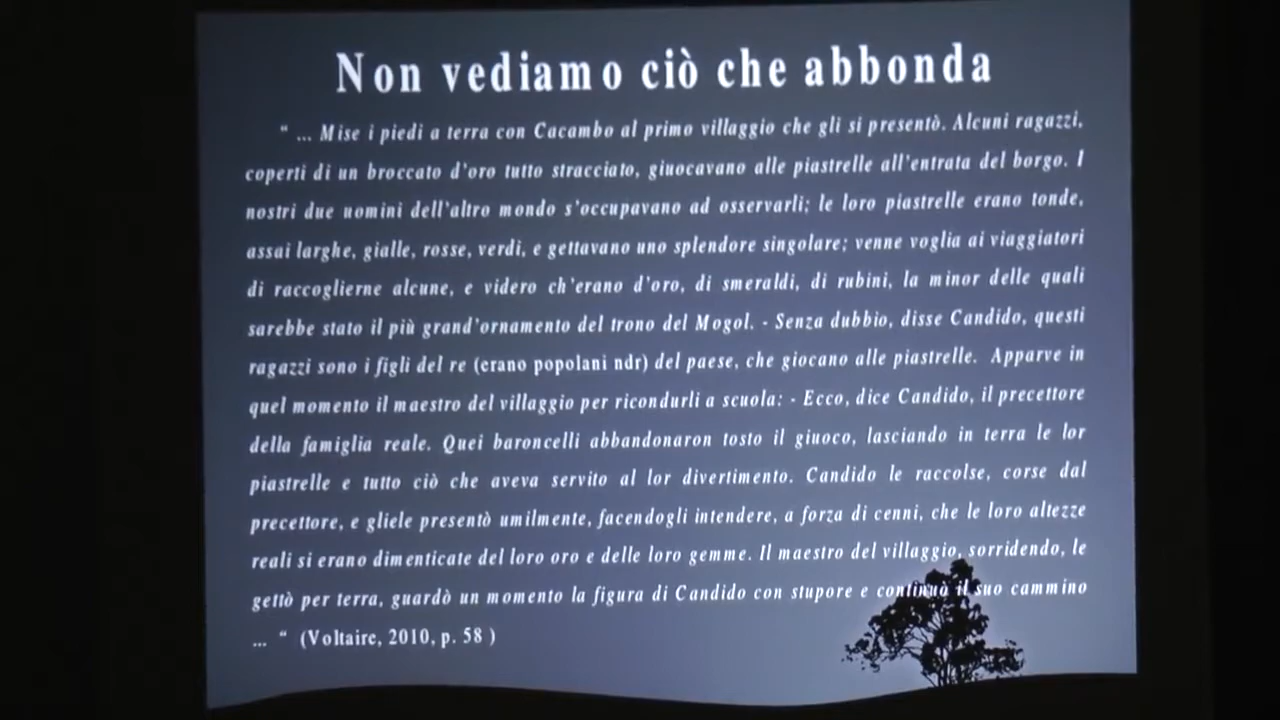 Non vediamo ciò che abbonda
“ ... Mise i piedi a terra con Cacambo al primo villaggio che gli si presentò. Alcuni ragazzi,
coperti di un broccato d’oro tutto stracciato, giuocavano alle piastrelle all’entrata del borgo. I
nostri due uomini dell’altro mondo s’occupavano ad osservarli; le loro piastrelle erano tonde,
assai larghe, gialle, rosse, verdi, e gettavano uno splendore singolare; venne voglia ai viaggiatori
di raccoglierne alcune, e videro ch’erano d’oro, di smeraldi, di rubini, la minor delle quali
sarebbe stato il più grand’ornamento del trono del Mogol. - Senza dubbio, disse Candido, questi
ragazzi sono i figli del re (erano popolani ndr) del paese, che giocano alle piastrelle. Apparve in
quel momento il maestro del villaggio per ricondurli a scuola: - Ecco, dice Candido, il precettore
della famiglia reale. Quei baroncelli abbandonaron tosto il giuoco, lasciando in terra le lor
piastrelle e tutto ciò che aveva servito al lor divertimento. Candido le raccolse, corse dal
precettore, e gliele presentò umilmente, facendogli intendere, a forza di cenni, che le loro altezze
reali si erano dimenticate del loro oro e delle loro gemme. Il maestro del villaggio, sorridendo, le
gettò per terra, guardò un momento la figura di Candido con stupore e continuò il suo cammino
... “ (Voltaire, 2010, p. 58 )